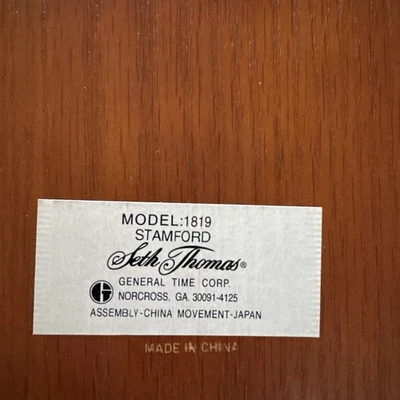 MODEL:1819
STAMFORD
Seth Thomas®
G GENERAL TIME CORP.
NORCROSS, GA. 30091-4125
ASSEMBLY-CHINA MOVEMENT-JAPAN
MADE IN CHINA